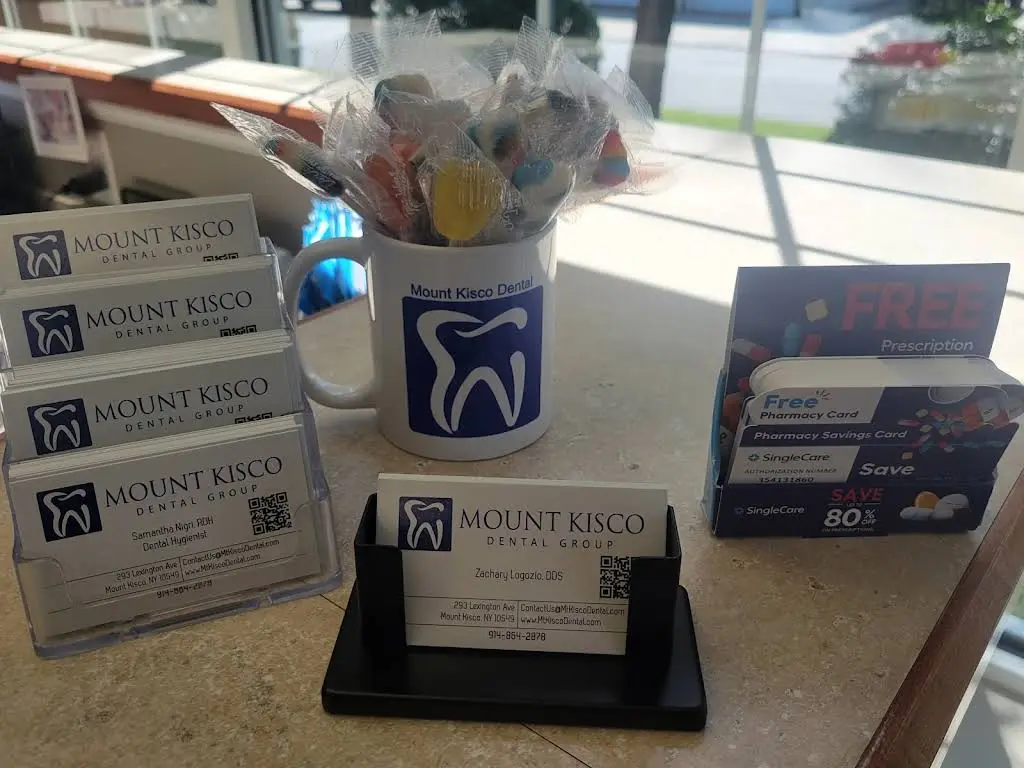 MOUNT KISCO
DENTAL GROUP
MOUNT KISCO
DENTAL GROUP
MOUNT KISCO
DENTAL GROUP
MOUNT KISCO
DENTAL GROUP
Samantha Nigri, RDH
Dental Hygienist
293 Lexington Ave
Mount Kisco, NY 10549
ContactUs@MtKiscoDental.com
www.MtKiscoDental.com
914-864-2878
Mount Kisco Dental
MOUNT KISCO
DENTAL GROUP
Zachary Logozio, DDS
293 Lexington Ave
Mount Kisco, NY 10549
ContactUs@MtKiscoDental.com
www.MtKiscoDental.com
914-864-2878
FREE
Prescription
Free
Pharmacy Card
Pharmacy Savings Card
SingleCare
AUTHORIZATION NUMBER
154131860
Save
SingleCare
SAVE
80% OFF